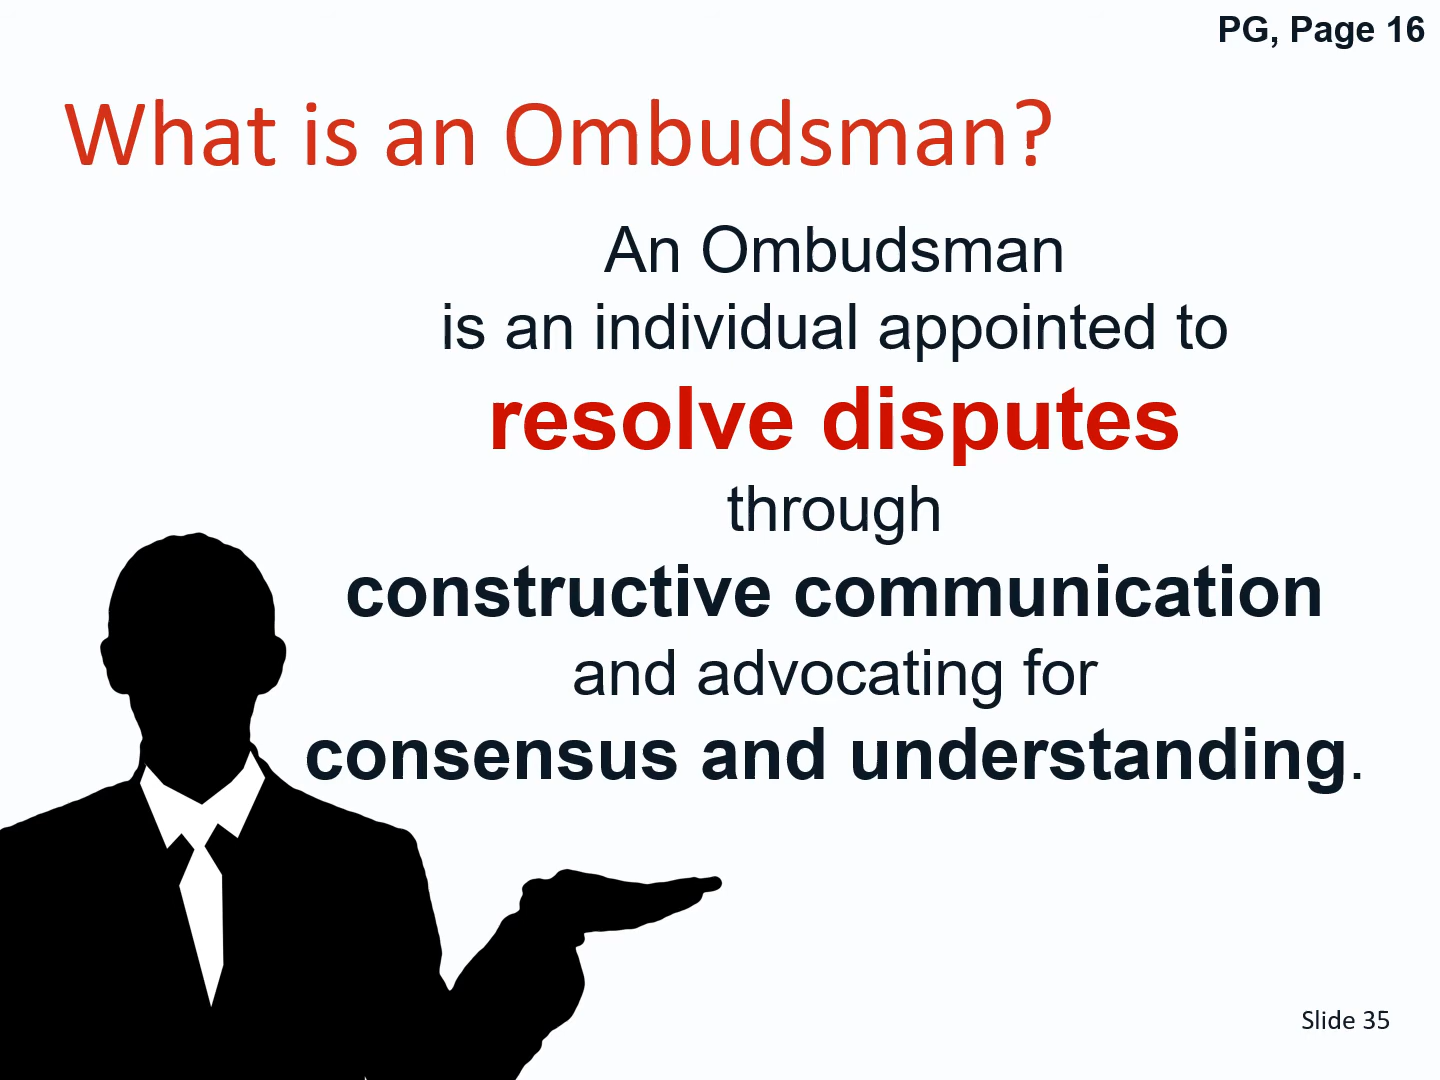 PG, Page 16
What is an Ombudsman?
An Ombudsman
is an individual appointed to
resolve disputes
through
constructive communication
and advocating for
consensus and understanding.
Slide 35